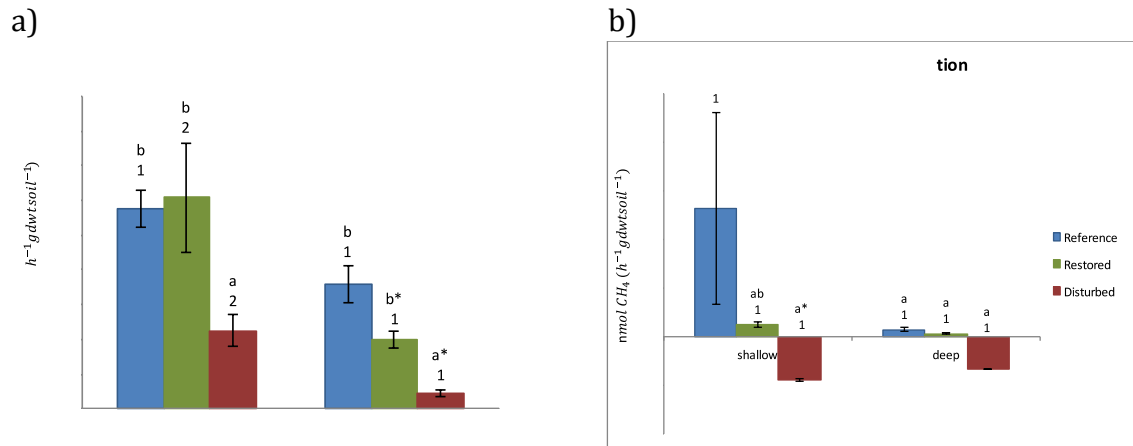 a)
h⁻¹gdwtsoil⁻¹)
b
1
b
2
a
2
b
1
b*
1
a*
1
b)
tion
nmol CH₄ (h⁻¹gdwtsoil⁻¹)
1
ab
1
a*
1
a
1
a
1
a
1
shallow
deep
Reference
Restored
Disturbed